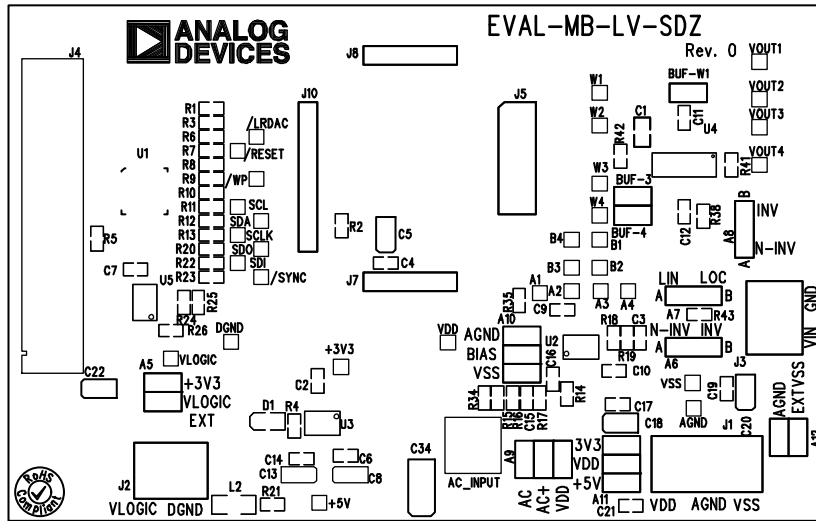 ANALOG
DEVICES
EVAL-MB-LV-SDZ
Rev. 0
J4
J8
VOUT1
BUF-W1
W1
VOUT2
J10
J5
R1
R3
/LRDAC
R6
R7
/RESET
R8
R9
/WP
R10
R11
SCL
R12
SDA
R13
SCLK
R20
SDO
R22
SDI
R23
/SYNC
U1
W2
C1
C11
U4
VOUT3
R42
R41
VOUT4
W3
BUF-3
W4
BUF-4
C12
R38
B
A8
INV
N-INV
A
R5
R2
C5
C4
C7
U5
J7
B4
B1
B3
B2
A1
A2
A3
A4
LIN
LOC
A
B
A7
R43
GND
VIN
R25
R24
R26
DGND
VLOGIC
VDD
R35
C9
A10
AGND
BIAS
VSS
U2
R18
C3
R19
N-INV
INV
A
B
A6
J3
C22
A5
+3V3
VLOGIC
EXT
+3V3
C2
C16
C10
R14
VSS
C19
C20
AGND
EXTVSS
AGND
R34
R15
R16
C15
R17
D1
R4
U3
C17
C18
J1
J2
VLOGIC
DGND
L2
R21
C14
C13
C6
C8
+5V
C34
AC_INPUT
A9
AC
AC+
VDD
3V3
VDD
+5V
A11
C21
VDD
AGND
VSS
RoHS
Compliant